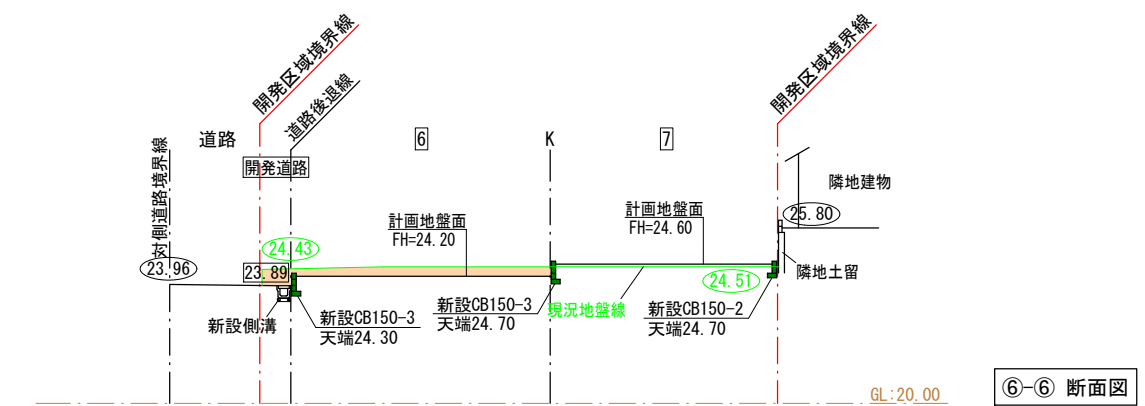 開発区域境界線
道路後退線
開発区域境界線
対側道路境界線
道路
6
K
7
開発道路
隣地建物
計画地盤面
FH=24.20
計画地盤面
FH=24.60
25.80
24.43
23.96
23.89
24.51
隣地土留
新設側溝
新設CB150-3
天端24.30
新設CB150-3
天端24.70
現況地盤線
新設CB150-2
天端24.70
GL:20.00
⑥-⑥ 断面図